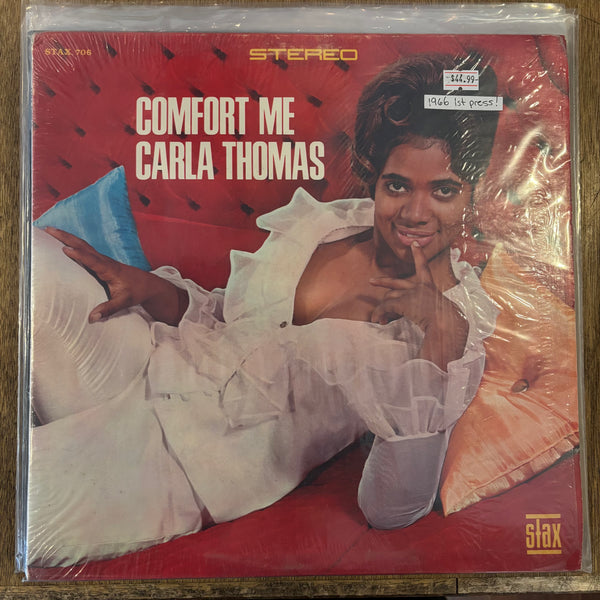 STAX 706
STEREO
$44.99
1966 1st press!
COMFORT ME
CARLA THOMAS
stax